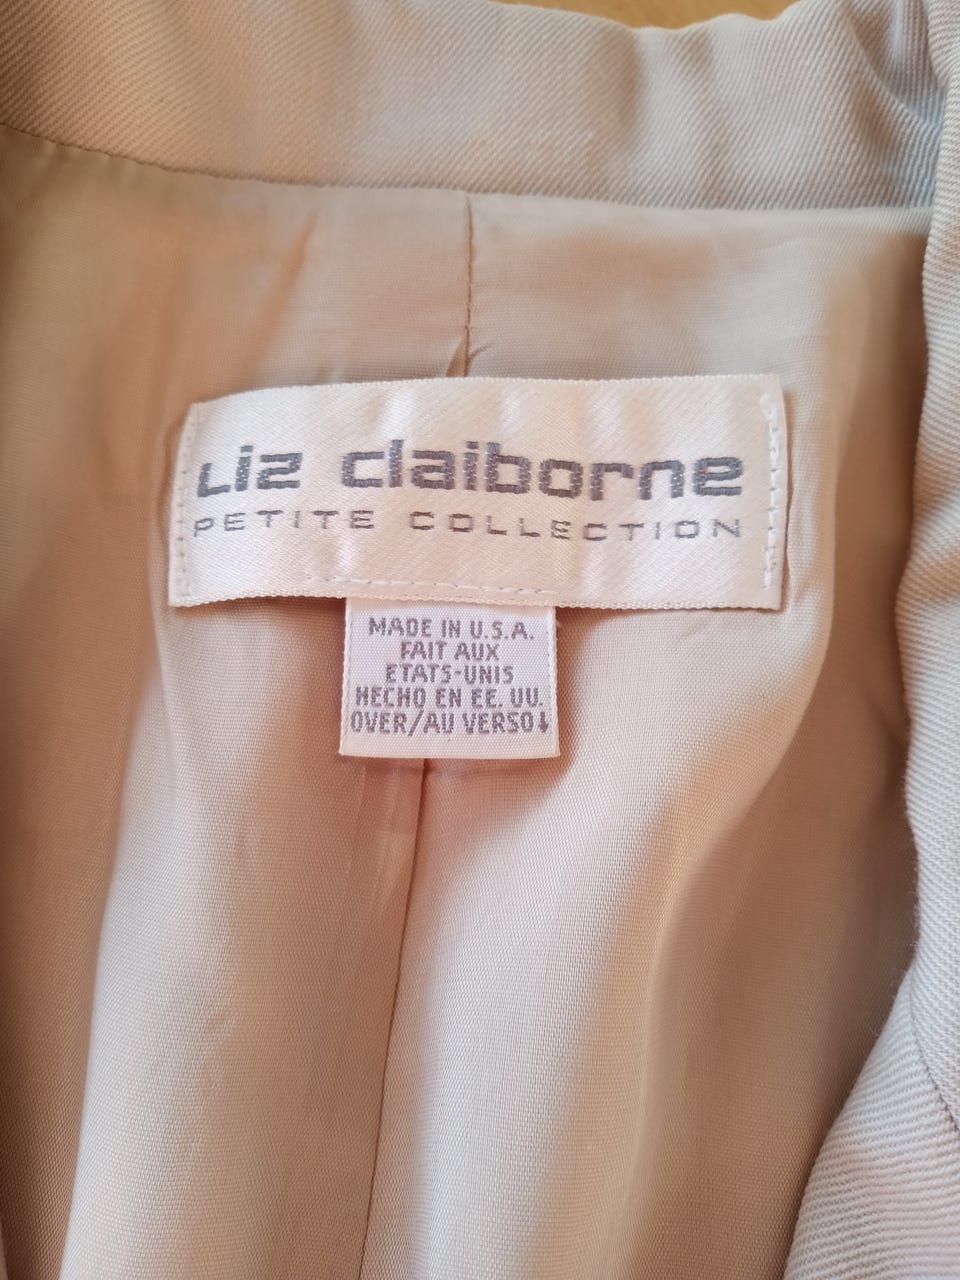 Liz claiborne
PETITE COLLECTION
MADE IN U.S.A.
FAIT AUX
ETATS-UNIS
HECHO EN EE. UU.
OVER/AU VERSO↓